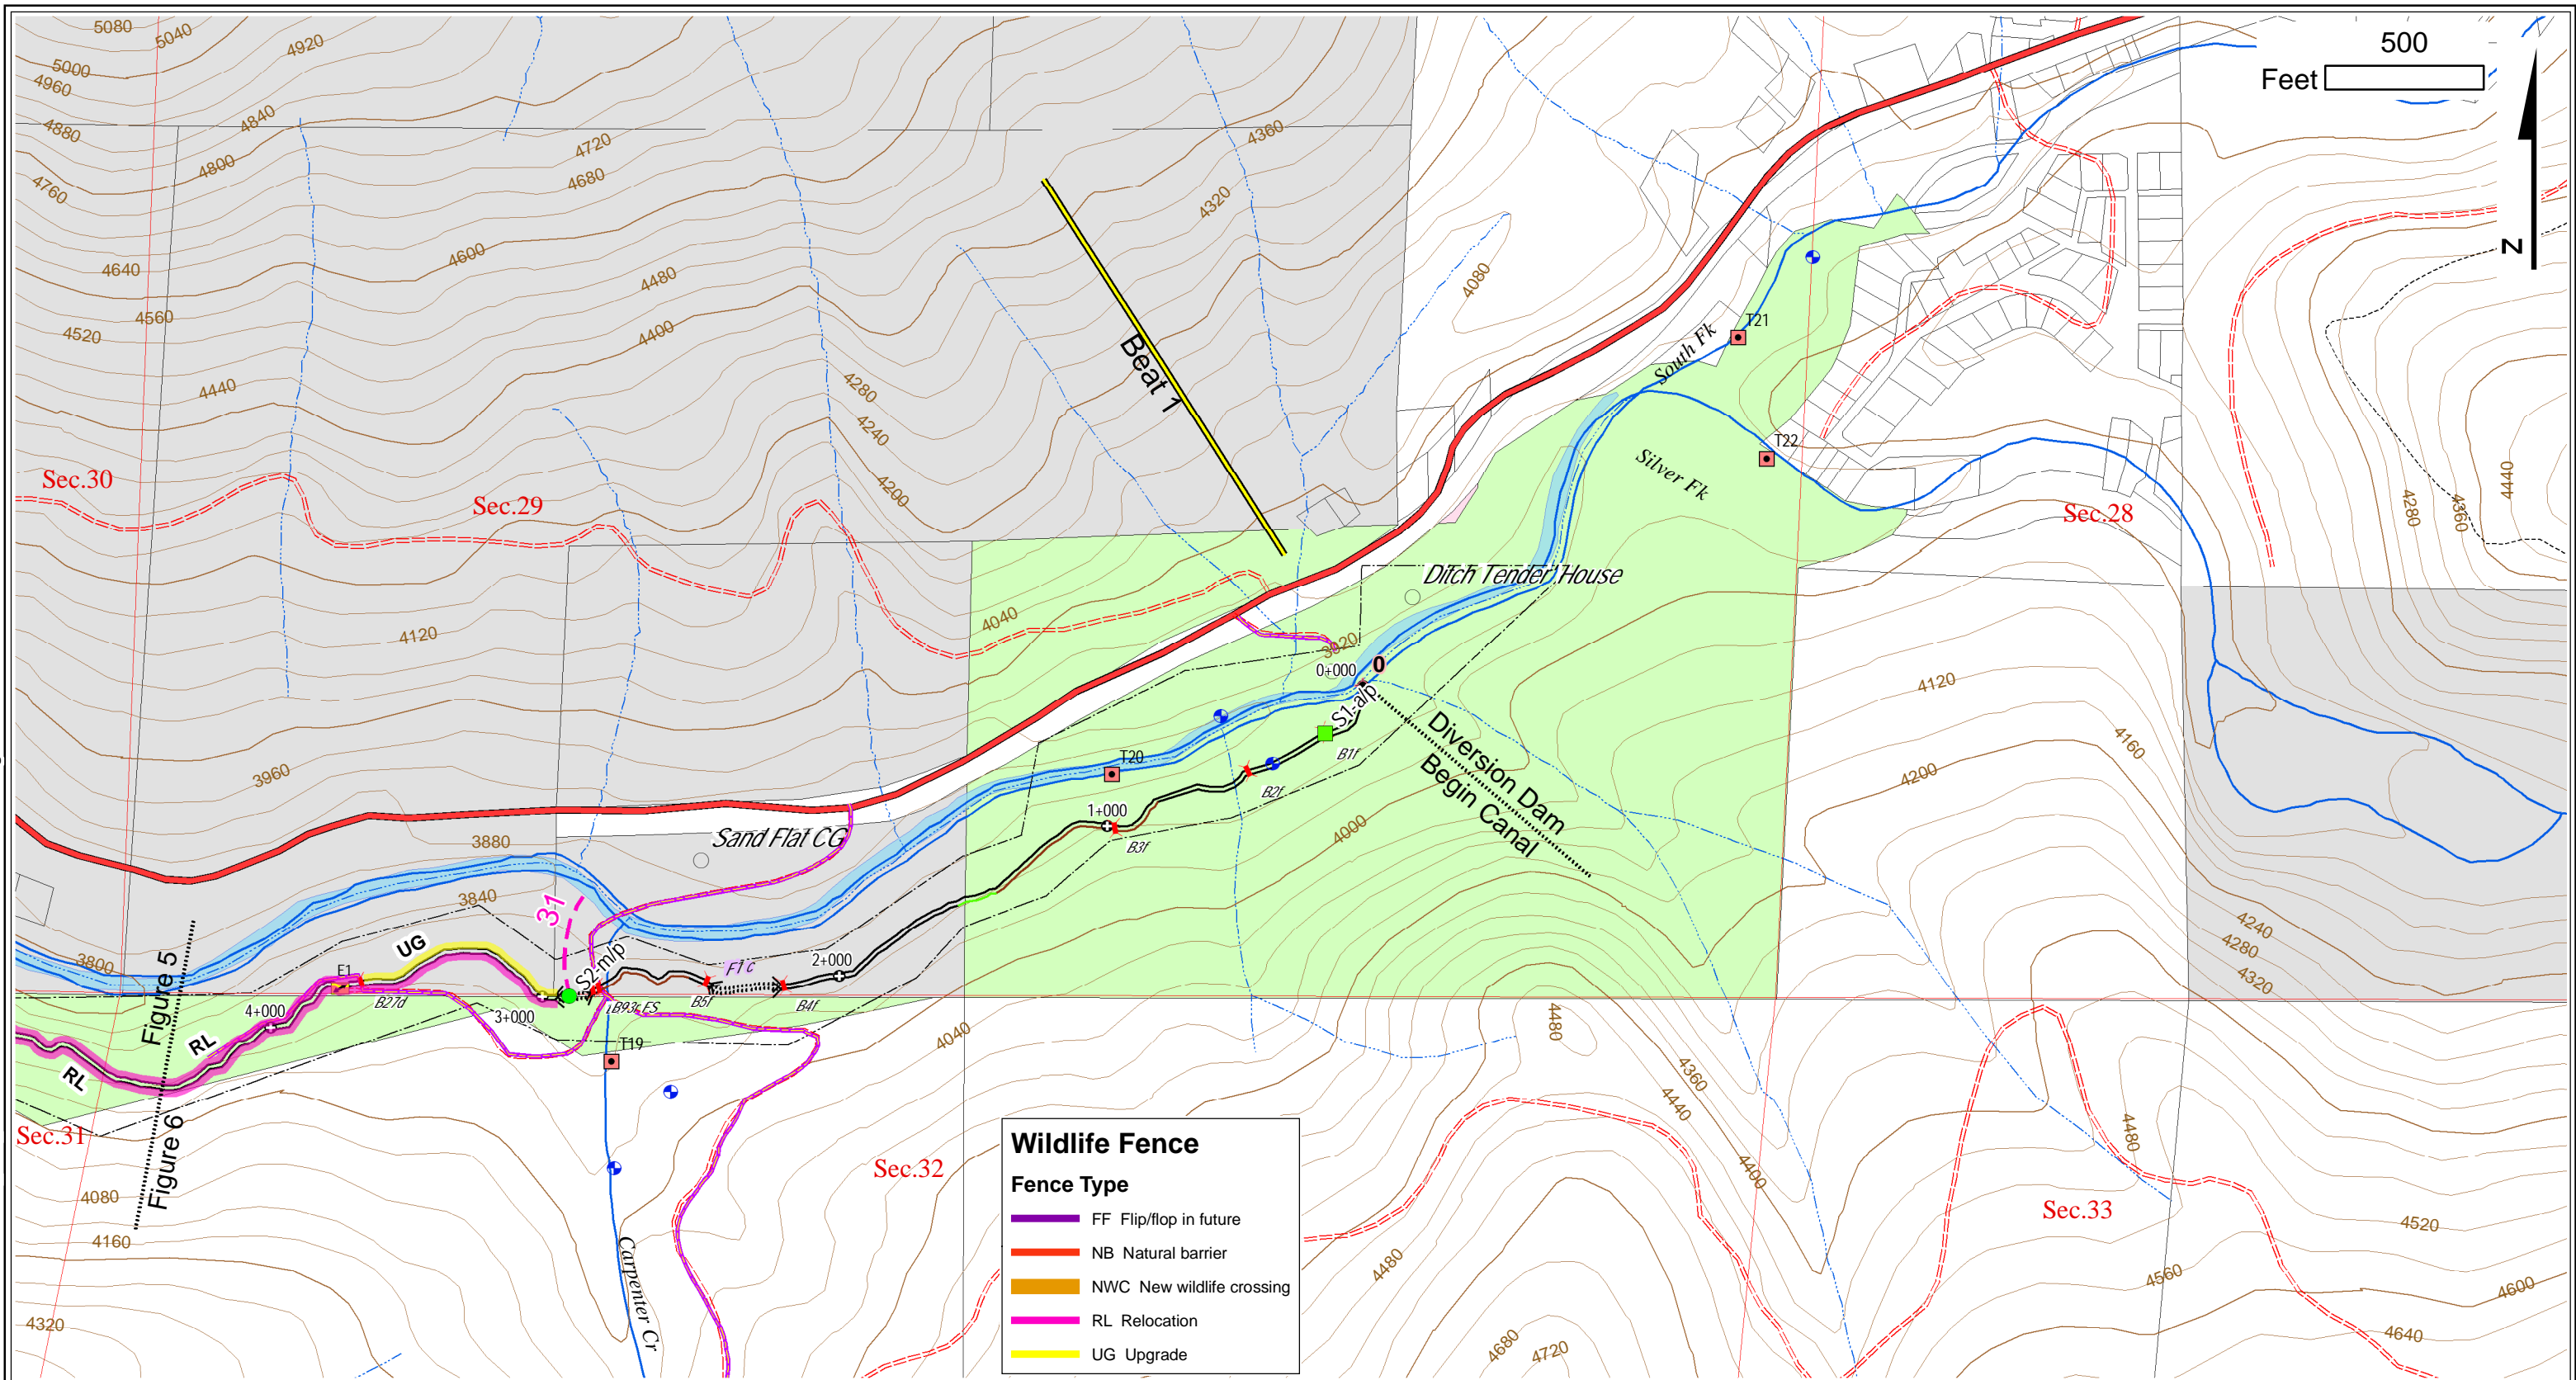 5080
5040
4920
5000
4960
4880
4840
4800
4760
4720
4680
4360
4320
500
Feet
N
4640
4600
4560
4520
4480
4400
4440
4280
4240
4200
4080
Beat 1
South Fk
T21
T22
Silver Fk
Sec.30
Sec.29
Sec.28
4280
4360
4440
4120
4040
Ditch Tender House
3920
0+000
0
S1-a/p
Diversion Dam
Begin Canal
B1f
B2f
B3f
T20
1+000
4000
4120
4160
4200
3960
3880
3840
3800
Sand Flat CG
31
UG
S2-m/p
F1c
2+000
E1
B27d
B5f
B4f
3+000
4+000
RL
RL
Figure 5
Figure 6
T19
4040
4240
4280
4320
4480
4360
4440
4400
4480
Sec.31
Sec.32
Sec.33
4080
4160
4320
Carpenter Cr
4480
4680
4720
4520
4560
4600
4640
Wildlife Fence
Fence Type
FF Flip/flop in future
NB Natural barrier
NWC New wildlife crossing
RL Relocation
UG Upgrade